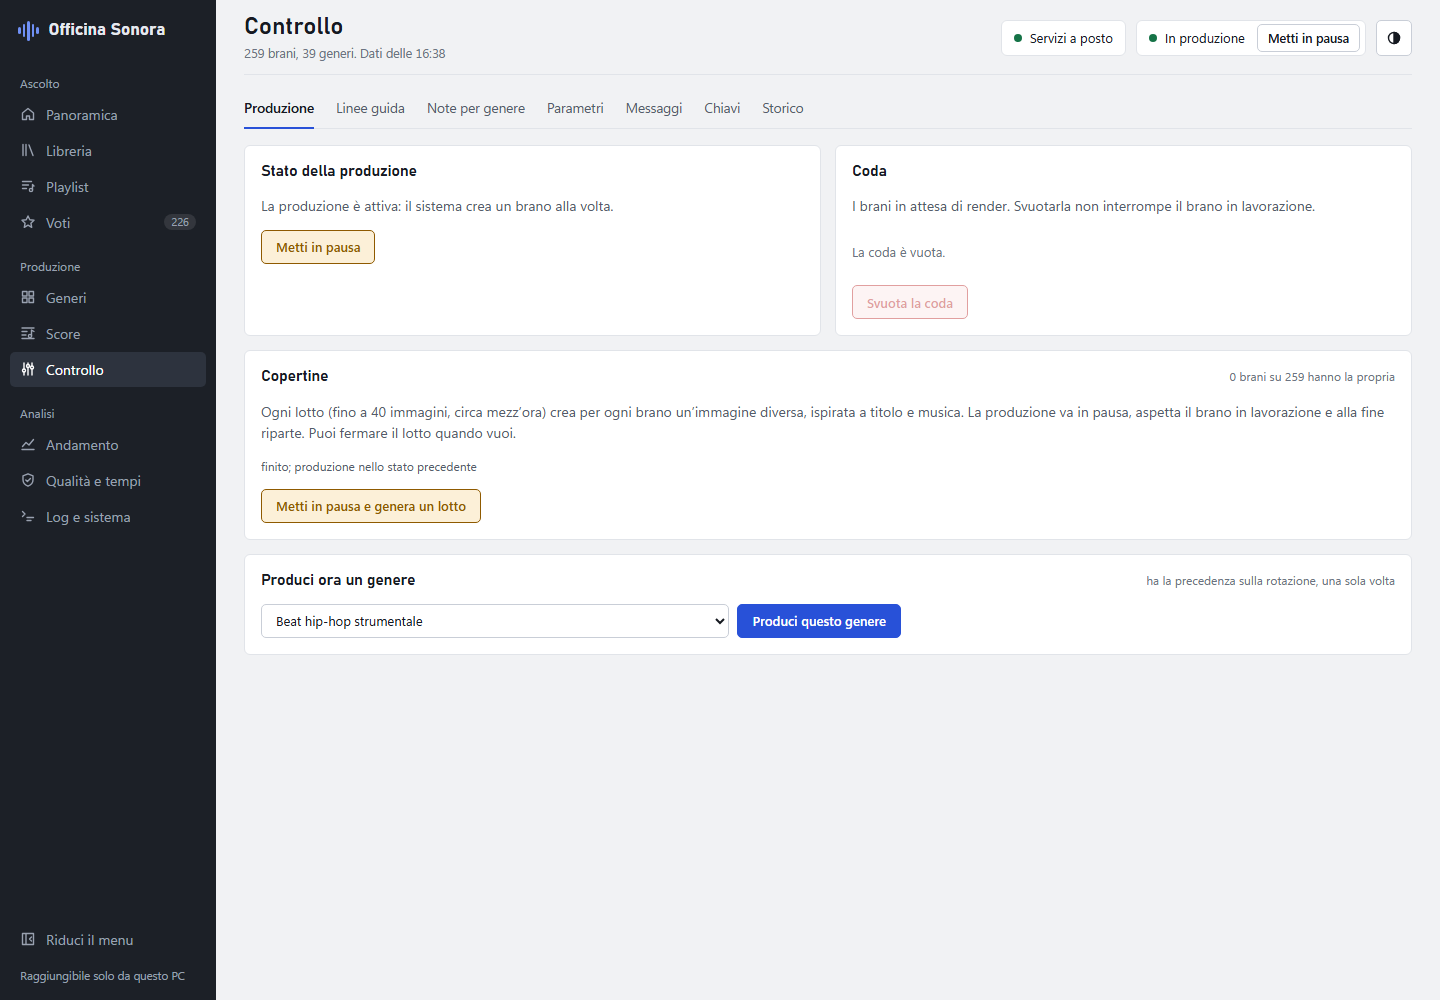 Officina Sonora
Ascolto
Panoramica
Libreria
Playlist
Voti 226
Produzione
Generi
Score
Controllo
Analisi
Andamento
Qualità e tempi
Log e sistema
Riduci il menu
Raggiungibile solo da questo PC
Controllo
259 brani, 39 generi. Dati delle 16:38
Servizi a posto
In produzione Metti in pausa
Produzione Linee guida Note per genere Parametri Messaggi Chiavi Storico
Stato della produzione
La produzione è attiva: il sistema crea un brano alla volta.
Metti in pausa
Coda
I brani in attesa di render. Svuotarla non interrompe il brano in lavorazione.
La coda è vuota.
Svuota la coda
Copertine
0 brani su 259 hanno la propria
Ogni lotto (fino a 40 immagini, circa mezz’ora) crea per ogni brano un’immagine diversa, ispirata a titolo e musica. La produzione va in pausa, aspetta il brano in lavorazione e alla fine
riparte. Puoi fermare il lotto quando vuoi.
finito; produzione nello stato precedente
Metti in pausa e genera un lotto
Produci ora un genere
ha la precedenza sulla rotazione, una sola volta
Beat hip-hop strumentale
Produci questo genere